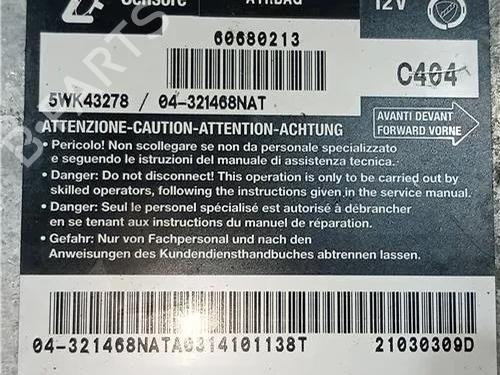 Sensore AIRBAG 12V
60680213
C404
5WK43278 / 04-321468NAT
AVANTI DEVANT
FORWARD VORNE
ATTENZIONE-CAUTION-ATTENTION-ACHTUNG
• Pericolo! Non scollegare se non da personale specializzato
e seguendo le istruzioni del manuale di assistenza tecnica.
• Danger: Do not disconnect! This operation is only to be carried out by
skilled operators, following the instructions given in the service manual.
• Danger: Seul le personel spécialisé est autorisé à débrancher
en se tenant aux instructions du manuel de réparation.
• Gefahr: Nur von Fachpersonal und nach den
Anweisungen des Kundendiensthandbuches abtrennen lassen.
04-321468NATA0314101138T 21030309D
B-PARTS